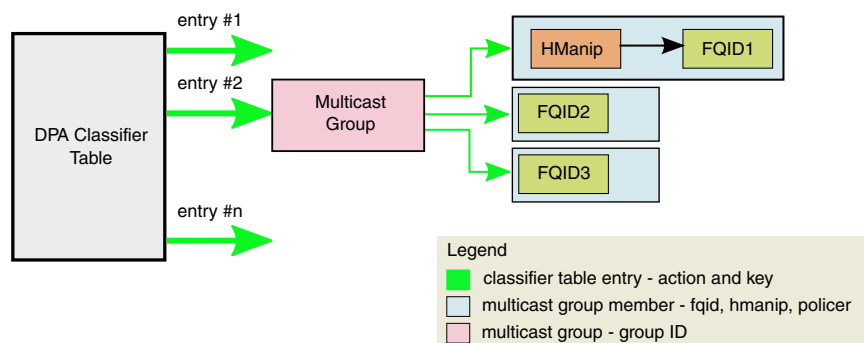 entry #1
entry #2
entry #n
DPA Classifier
Table
Multicast
Group
HManip
FQID1
FQID2
FQID3
Legend
classifier table entry - action and key
multicast group member - fqid, hmanip, policer
multicast group - group ID